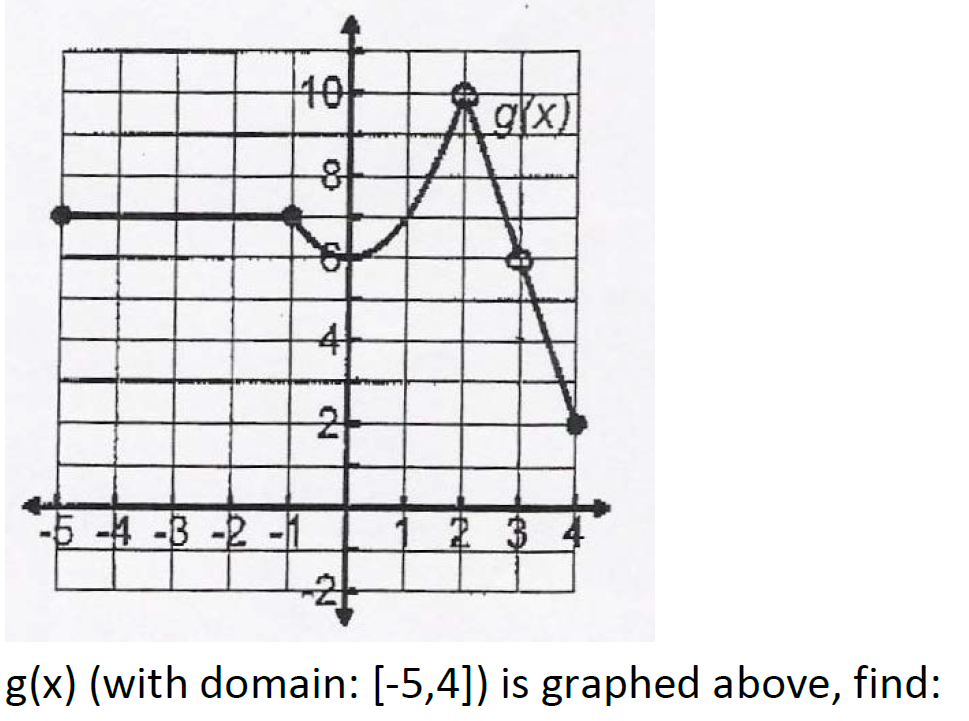 10
g(x)
8
6
4
2
-5 -4 -3 -2 -1 1 2 3 4
-2
g(x) (with domain: [-5,4]) is graphed above, find: